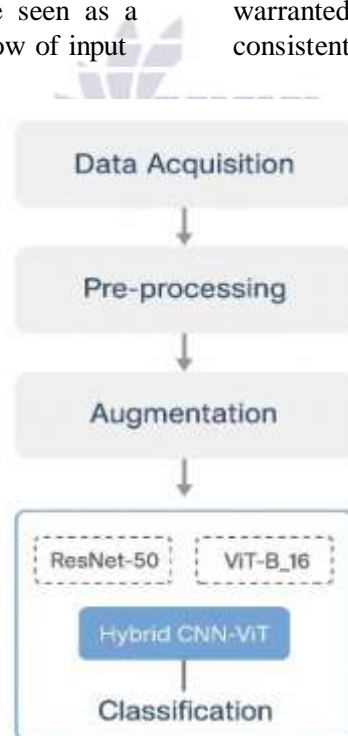 e seen as a
ow of input
warranted
consistent
Data Acquisition
Pre-processing
Augmentation
ResNet-50
ViT-B_16
Hybrid CNN-ViT
Classification